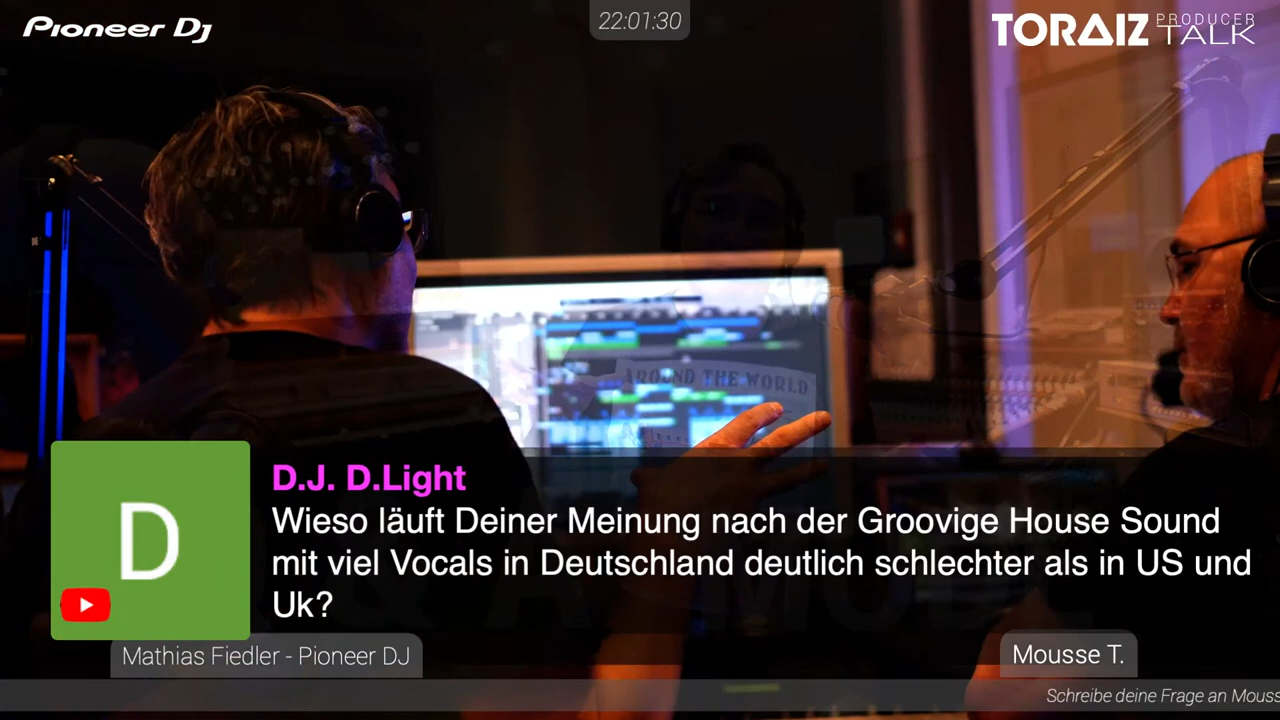 Pioneer Dj
22:01:30
TORAIZ PRODUCER TALK
AROUND THE WORLD
D
D.J. D.Light
Wieso läuft Deiner Meinung nach der Groovige House Sound
mit viel Vocals in Deutschland deutlich schlechter als in US und
Uk?
Mathias Fiedler - Pioneer DJ
Mousse T.
Schreibe deine Frage an Mouss